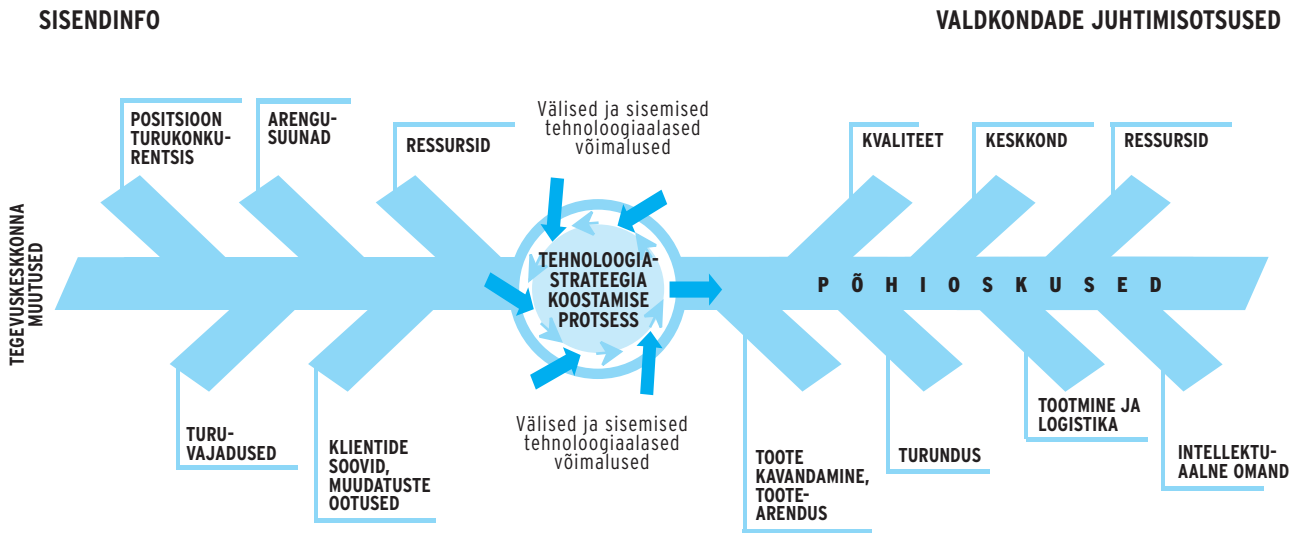 SISENDINFO
VALDKONDADE JUHTIMISOTSUSED
TEGEVUSKESKKONNA
MUUTUSED
POSITSIOON
TURUKONKU-
RENTSIS
ARENGU-
SUUNAD
RESSURSID
TURU-
VAJADUSED
KLIENTIDE
SOOVID,
MUUDATUSTE
OOTUSED
Välised ja sisemised
tehnoloogiaalased
võimalused
TEHNOLOOGIA-
STRATEEGIA
KOOSTAMISE
PROTSESS
Välised ja sisemised
tehnoloogiaalased
võimalused
KVALITEET
KESKKOND
RESSURSID
PÕHIOSKUSED
TOOTE
KAVANDAMINE,
TOOTE-
ARENDUS
TURUNDUS
TOOTMINE JA
LOGISTIKA
INTELLEKTU-
AALNE OMAND